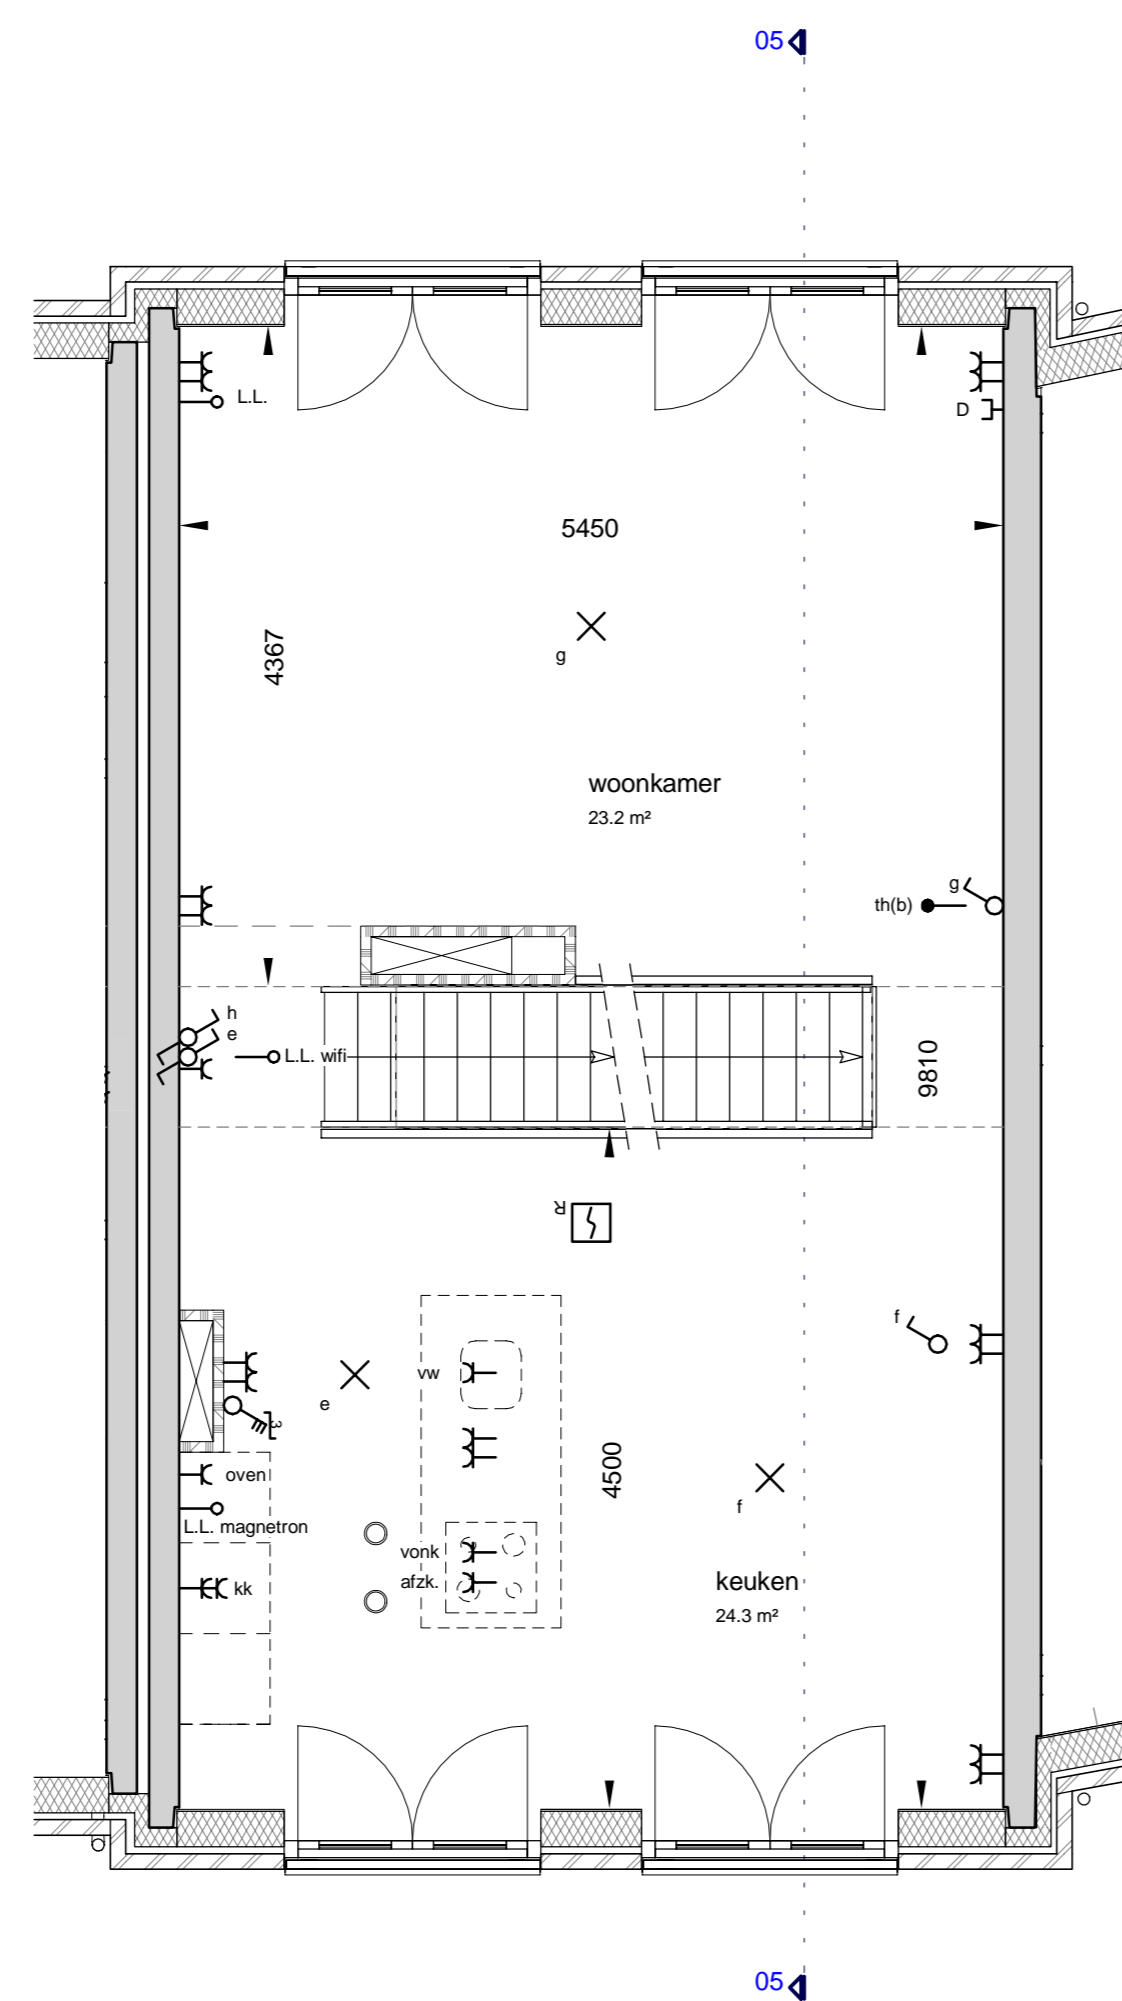 05
L.L.
D
5450
4367
g
woonkamer
23.2 m²
g
th(b)
h
e
L.L. wifi
9810
R
f
vw
e
3
4500
oven
f
L.L. magnetron
vonk
afzk.
kk
keuken
24.3 m²
05